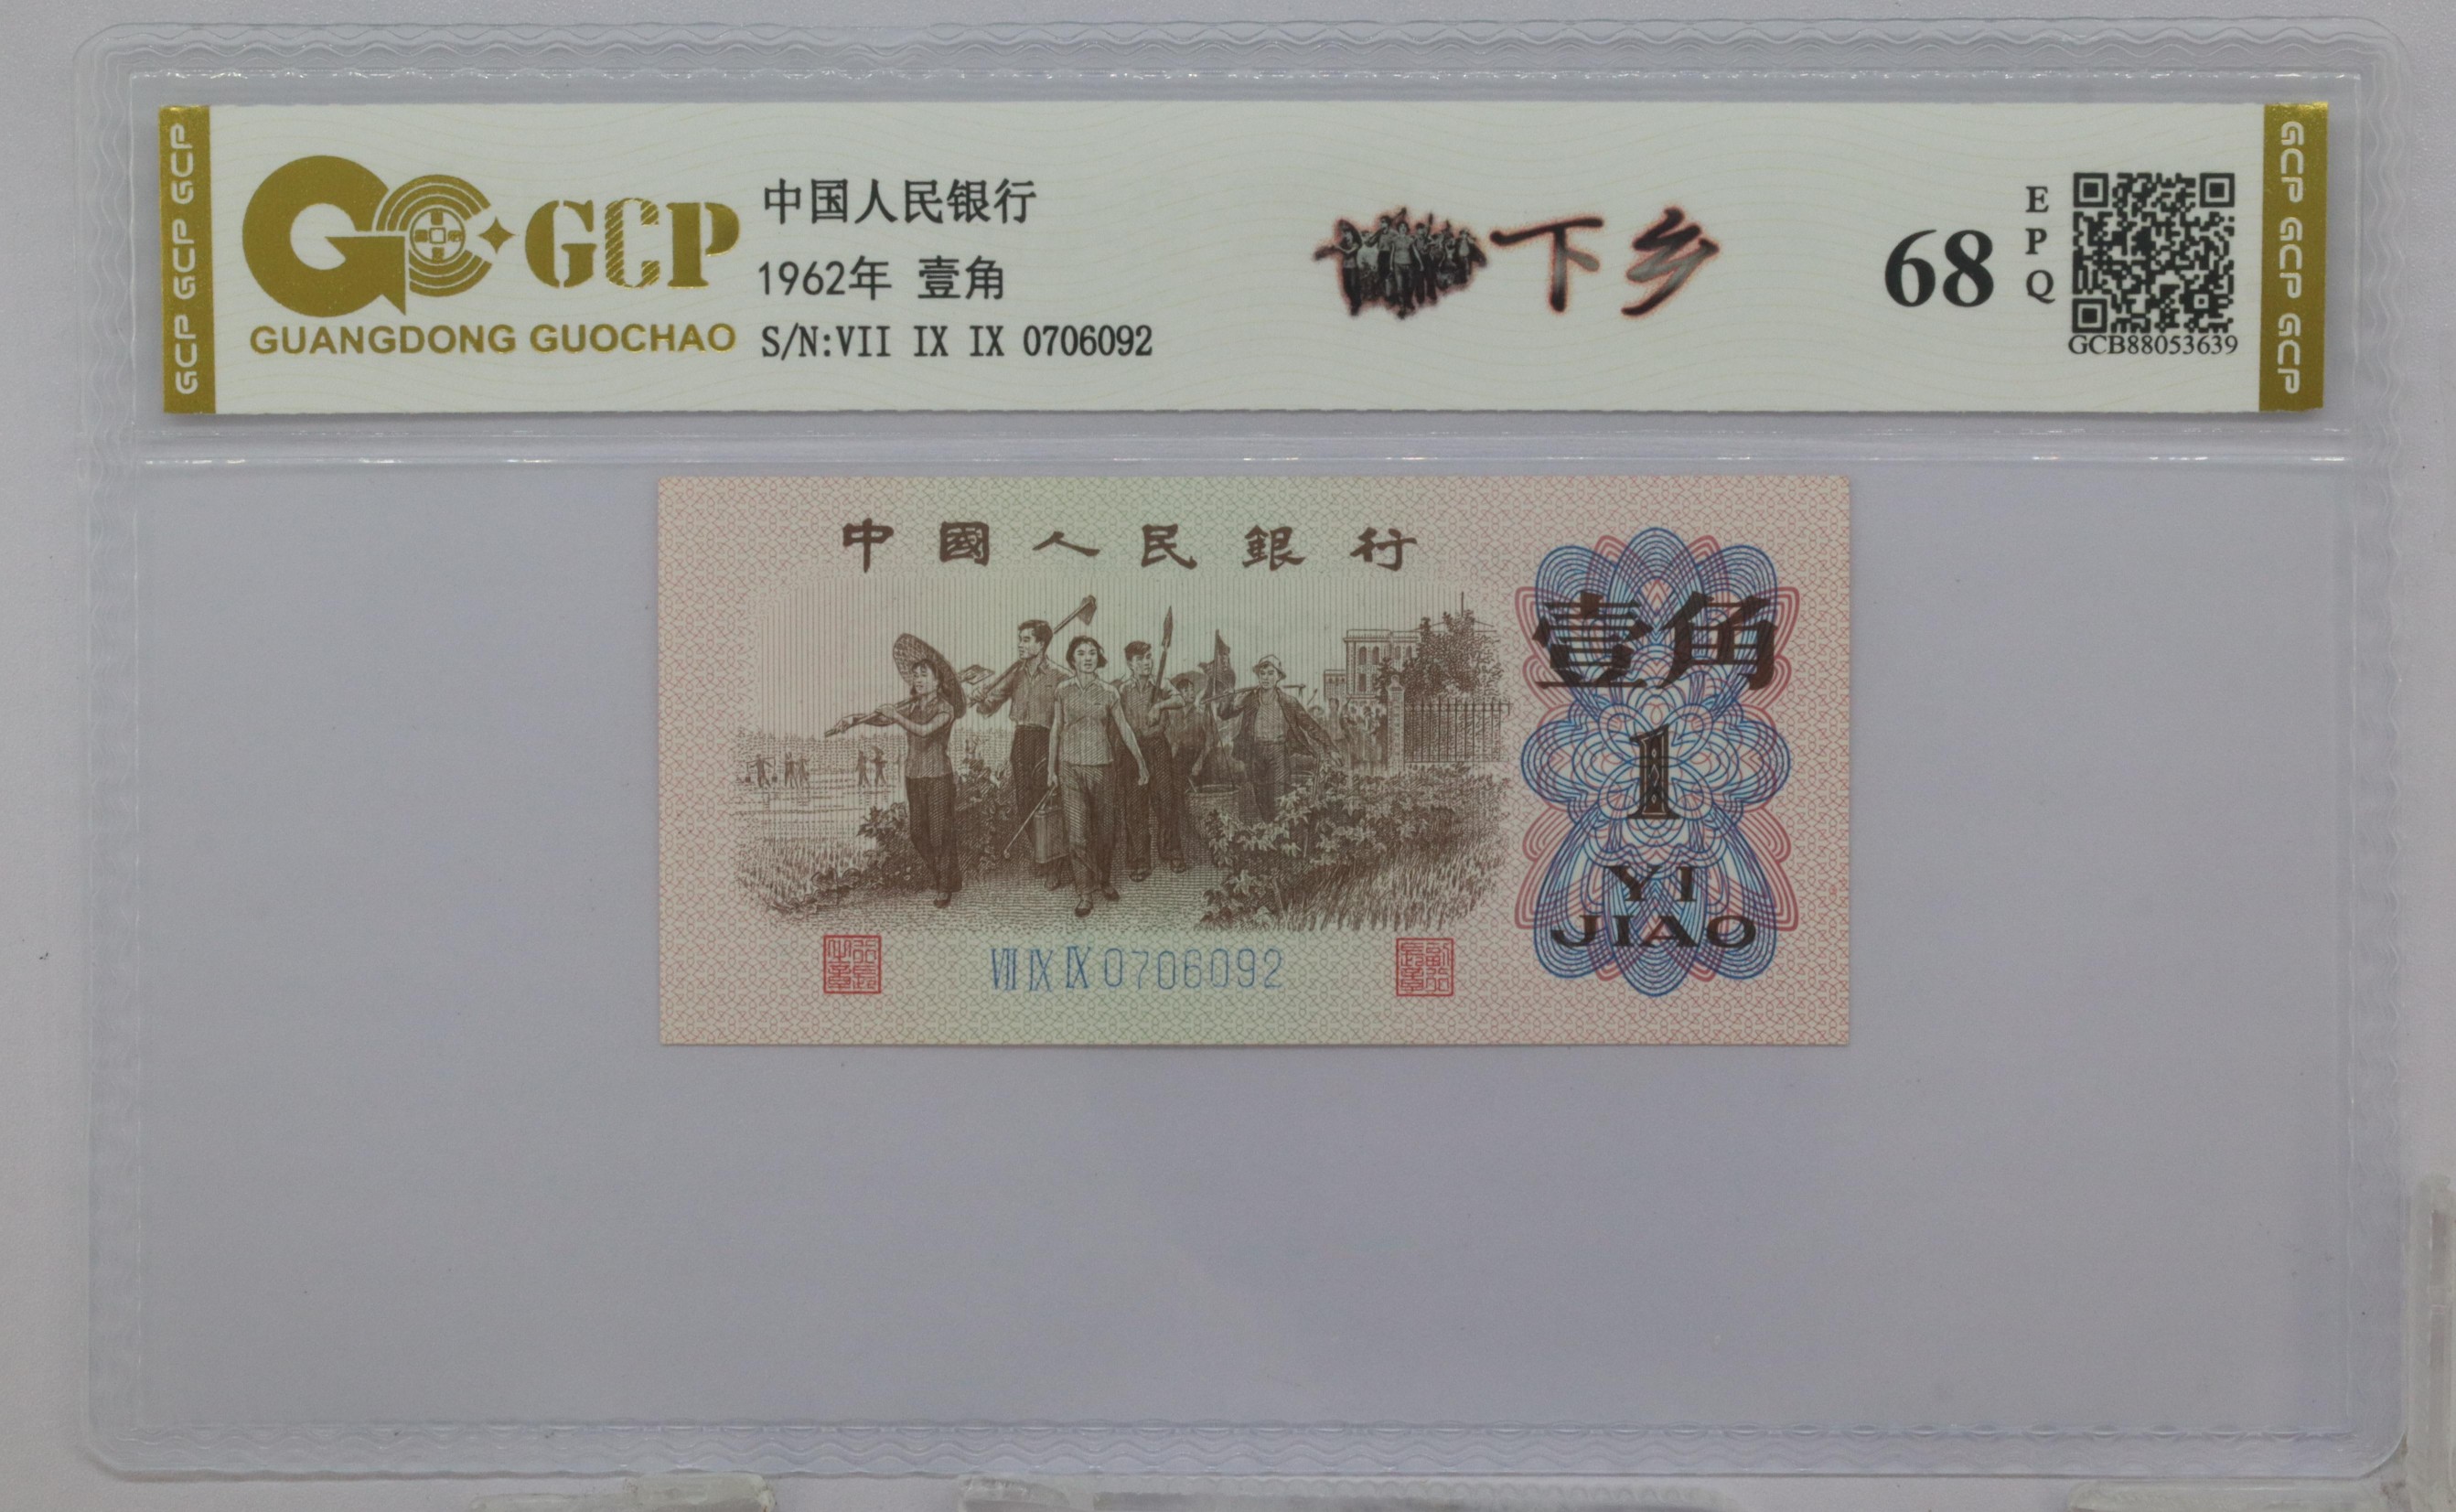 GCP GCP GCP
GCP
GUANGDONG GUOCHAO
中国人民银行
1962年 壹角
S/N:VII IX IX 0706092
下乡
68
EPQ
GCB88053639
GCP GCP GCP
中國人民銀行
壹角
1
YI
JIAO
VII IX IX 0706092